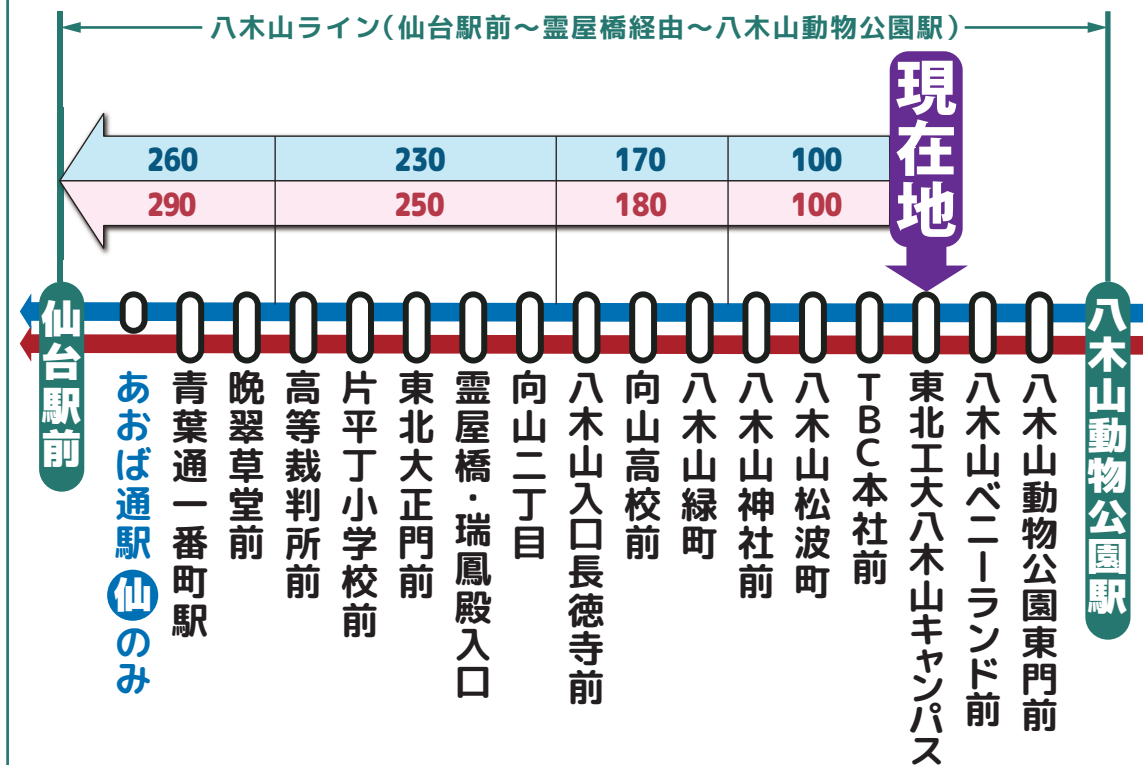 八木山ライン(仙台駅前～霊屋橋経由～八木山動物公園駅)
現在地
260 230 170 100
290 250 180 100
仙台駅前
あおば通駅 仙のみ
青葉通一番町駅
晩翠草堂前
高等裁判所前
片平丁小学校前
東北大正門前
霊屋橋・瑞鳳殿入口
向山二丁目
八木山入口長徳寺前
向山高校前
八木山緑町
八木山神社前
八木山松波町
TBC本社前
東北工大八木山キャンパス
八木山ベニーランド前
八木山動物公園東門前
八木山動物公園駅